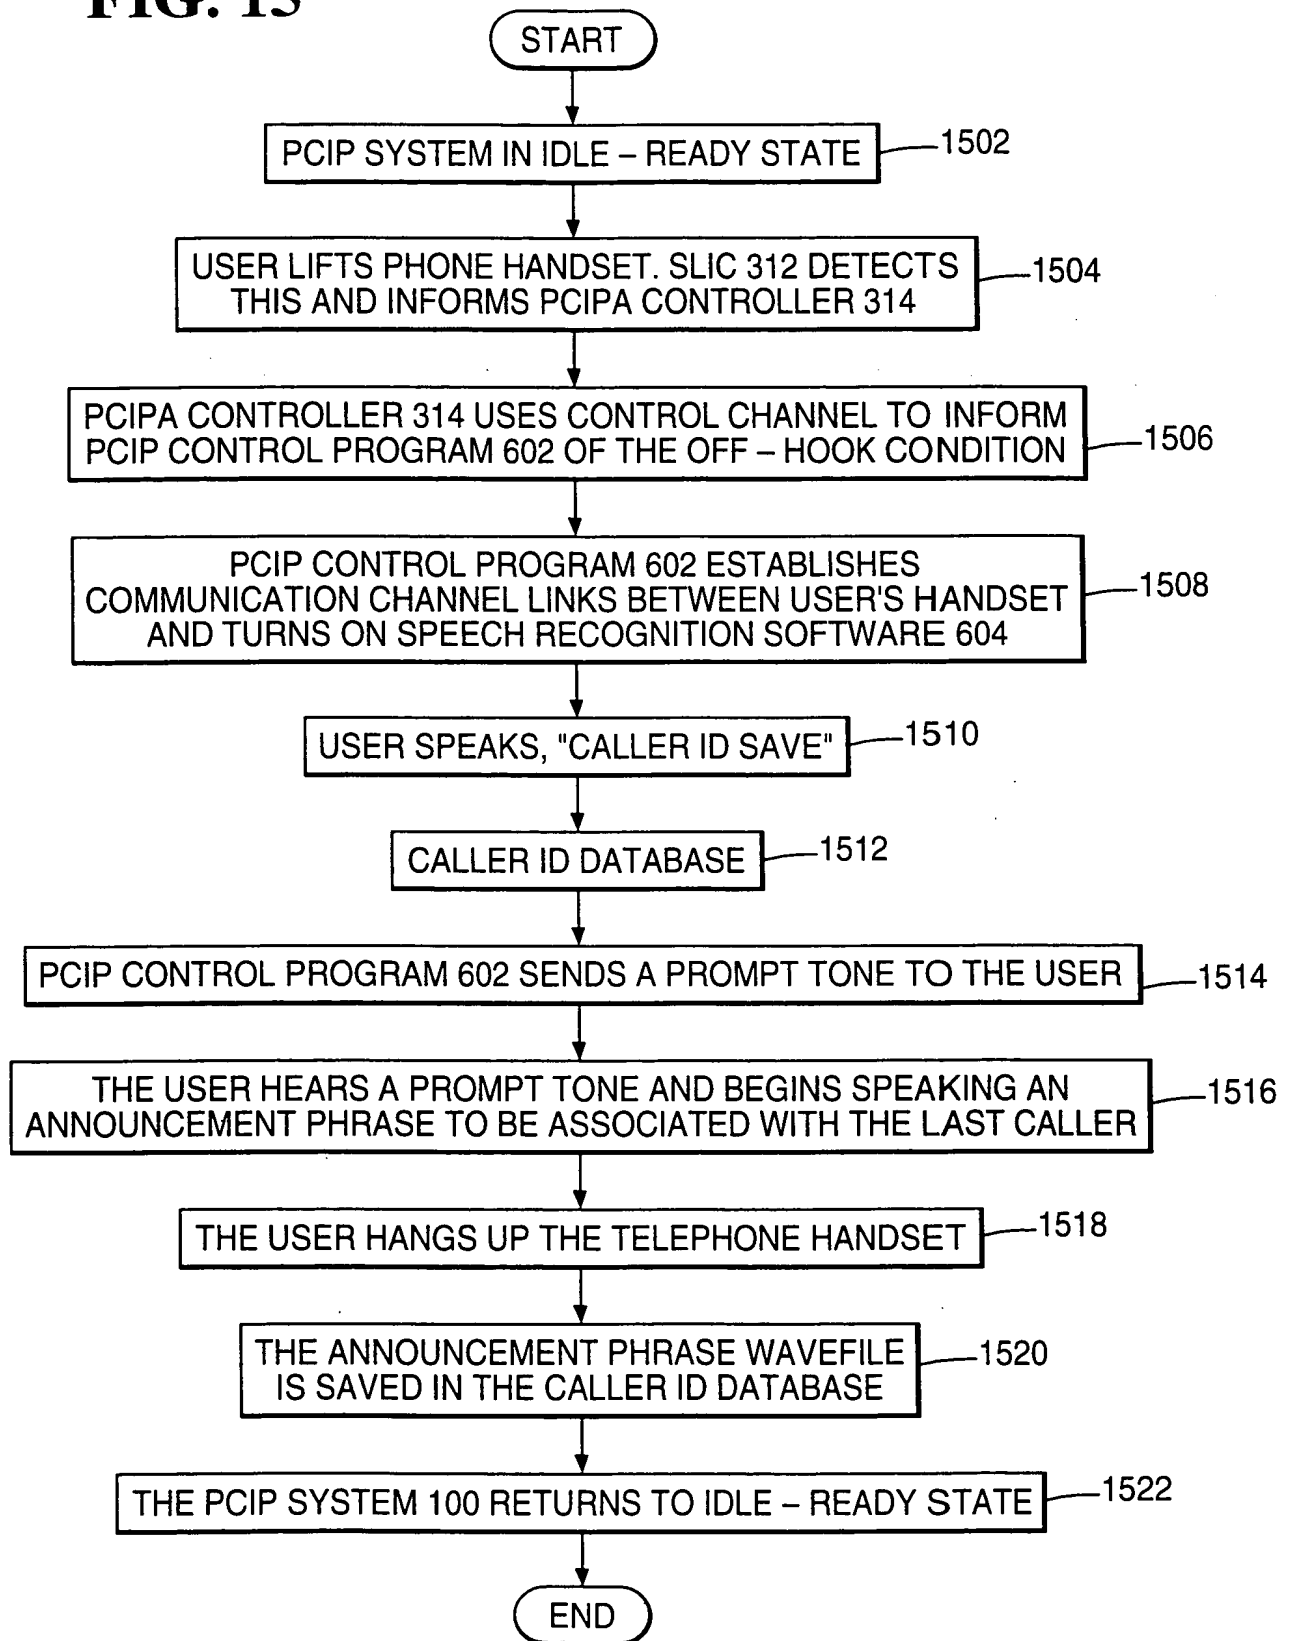 FIG. 15
START
PCIP SYSTEM IN IDLE – READY STATE
1502
USER LIFTS PHONE HANDSET. SLIC 312 DETECTS
THIS AND INFORMS PCIPA CONTROLLER 314
1504
PCIPA CONTROLLER 314 USES CONTROL CHANNEL TO INFORM
PCIP CONTROL PROGRAM 602 OF THE OFF – HOOK CONDITION
1506
PCIP CONTROL PROGRAM 602 ESTABLISHES
COMMUNICATION CHANNEL LINKS BETWEEN USER'S HANDSET
AND TURNS ON SPEECH RECOGNITION SOFTWARE 604
1508
USER SPEAKS, "CALLER ID SAVE"
1510
CALLER ID DATABASE
1512
PCIP CONTROL PROGRAM 602 SENDS A PROMPT TONE TO THE USER
1514
THE USER HEARS A PROMPT TONE AND BEGINS SPEAKING AN
ANNOUNCEMENT PHRASE TO BE ASSOCIATED WITH THE LAST CALLER
1516
THE USER HANGS UP THE TELEPHONE HANDSET
1518
THE ANNOUNCEMENT PHRASE WAVEFILE
IS SAVED IN THE CALLER ID DATABASE
1520
THE PCIP SYSTEM 100 RETURNS TO IDLE – READY STATE
1522
END